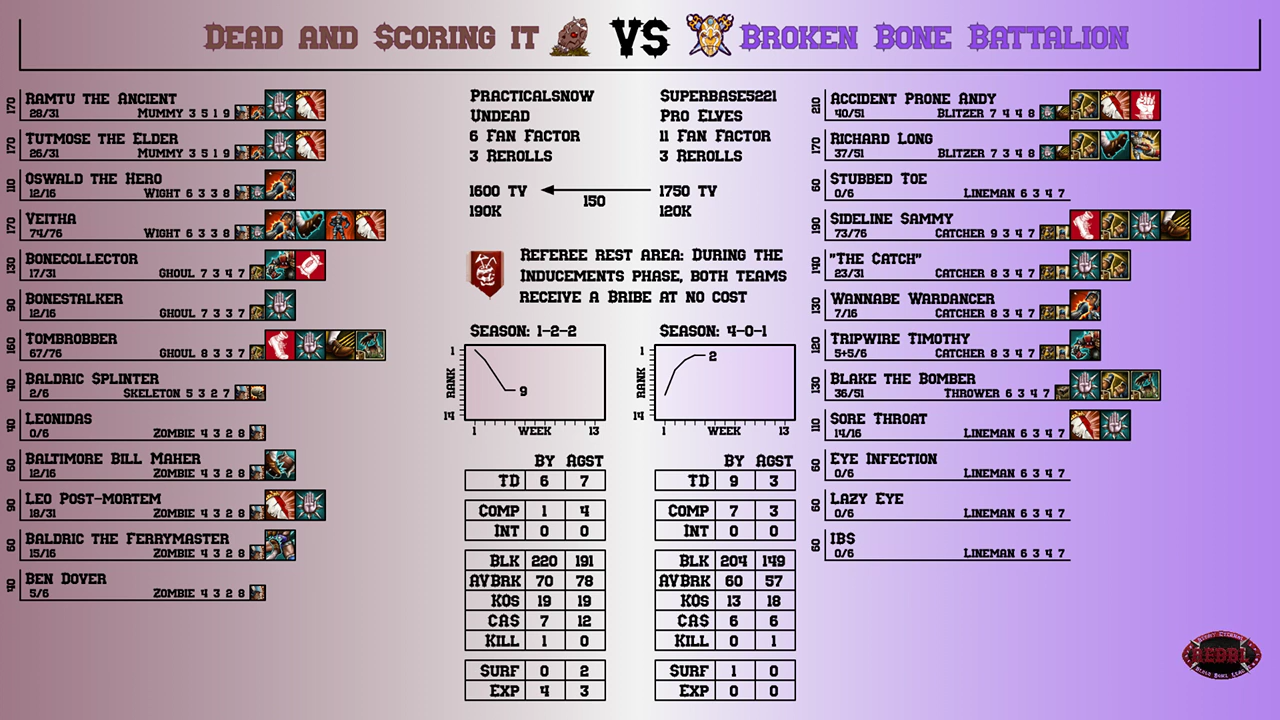 Dead and Scoring it VS Broken Bone Battalion
170 Ramtu the Ancient
28/31 Mummy 3 5 1 9
170 Tutmose the Elder
26/31 Mummy 3 5 1 9
110 Oswald the Hero
12/16 Wight 6 3 3 8
170 Veitha
74/76 Wight 6 3 3 8
130 Bonecollector
17/31 Ghoul 7 3 4 7
90 Bonestalker
12/16 Ghoul 7 3 3 7
160 Tombrobber
67/76 Ghoul 8 3 3 7
40 Baldric Splinter
2/6 Skeleton 5 3 2 7
40 Leonidas
0/6 Zombie 4 3 2 8
60 Baltimore Bill Maher
12/16 Zombie 4 3 2 8
90 Leo Post-mortem
18/31 Zombie 4 3 2 8
60 Baldric the Ferrymaster
15/16 Zombie 4 3 2 8
40 Ben Dover
5/6 Zombie 4 3 2 8
Practicalsnow
Undead
6 Fan Factor
3 Rerolls
Superbase5221
Pro Elves
11 Fan Factor
3 Rerolls
1600 TV 1750 TV
150
190K 120K
Referee rest area: During the
Inducements phase, both teams
receive a Bribe at no cost
Season: 1-2-2
1
Rank
14
9
1 Week 13
Season: 4-0-1
1
Rank
14
2
1 Week 13
By Agst
TD 6 7
Comp 1 4
Int 0 0
Blk 220 191
AVBrk 70 78
KOs 19 19
Cas 7 12
Kill 1 0
Surf 0 2
Exp 4 3
By Agst
TD 9 3
Comp 7 3
Int 0 0
Blk 204 149
AVBrk 60 57
KOs 13 18
Cas 6 6
Kill 0 1
Surf 1 0
Exp 0 0
210 Accident Prone Andy
40/51 Blitzer 7 4 4 8
170 Richard Long
37/51 Blitzer 7 3 4 8
60 Stubbed Toe
0/6 Lineman 6 3 4 7
190 Sideline Sammy
73/76 Catcher 9 3 4 7
140 "The Catch"
23/31 Catcher 8 3 4 7
130 Wannabe Wardancer
7/16 Catcher 8 3 4 7
120 Tripwire Timothy
5+5/6 Catcher 8 3 4 7
130 Blake the Bomber
36/51 Thrower 6 3 4 7
110 Sore Throat
14/16 Lineman 6 3 4 7
60 Eye Infection
0/6 Lineman 6 3 4 7
60 Lazy Eye
0/6 Lineman 6 3 4 7
60 IBS
0/6 Lineman 6 3 4 7